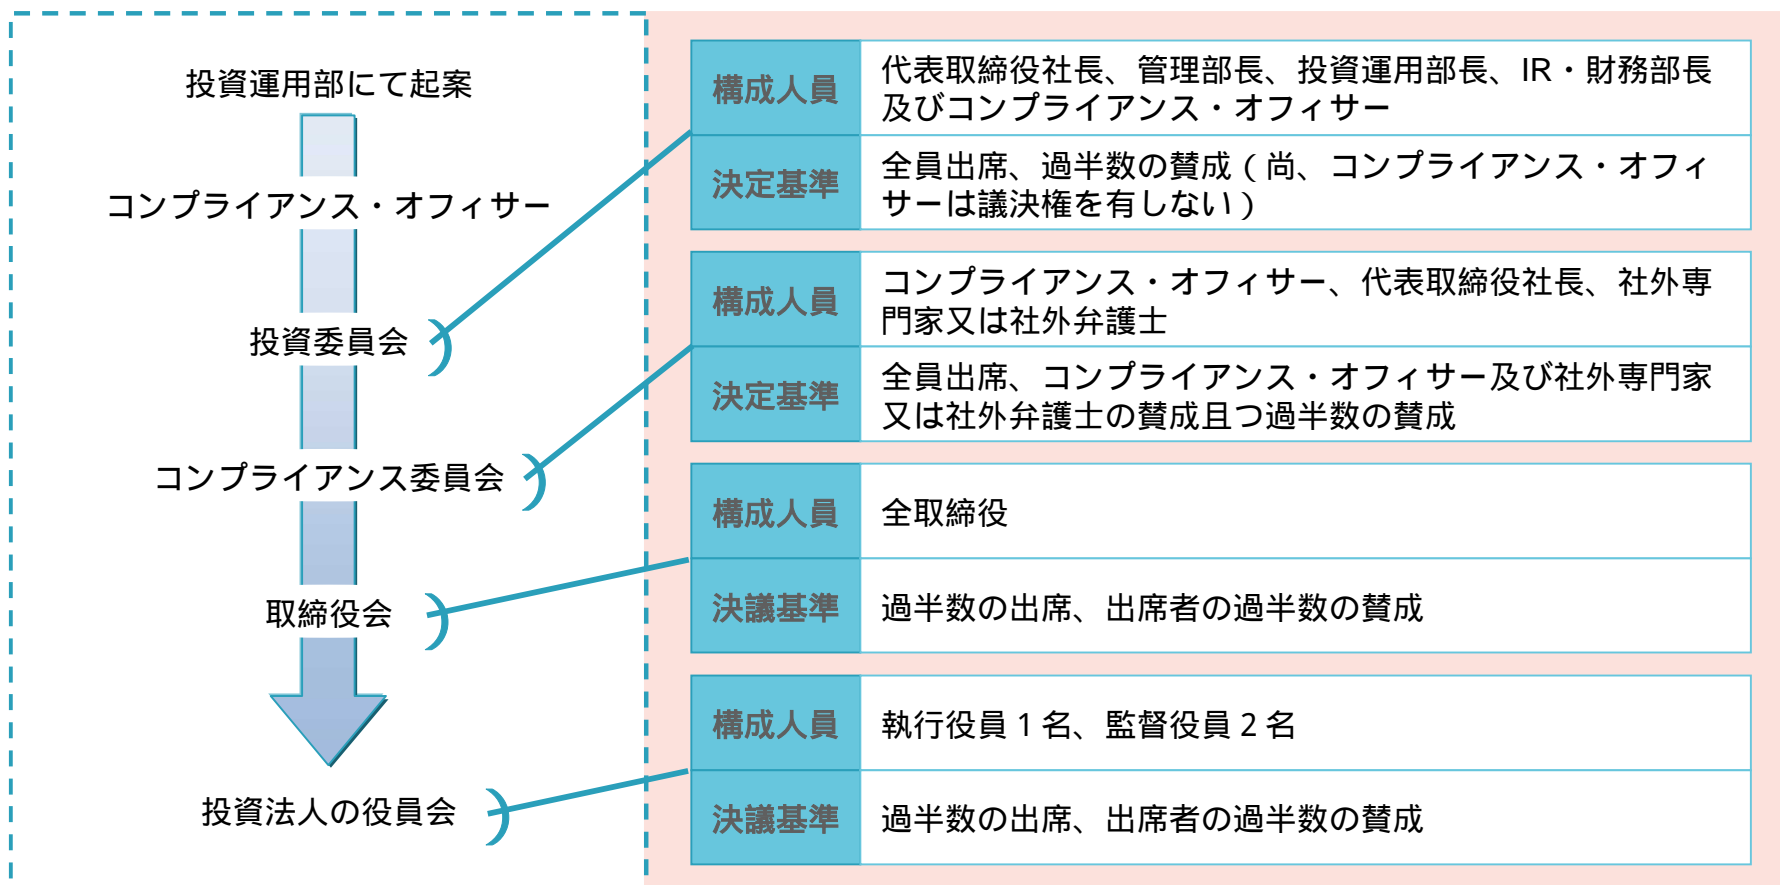 投資運用部にて起案
コンプライアンス・オフィサー
投資委員会
コンプライアンス委員会
取締役会
投資法人の役員会
構成人員
代表取締役社長、管理部長、投資運用部長、IR・財務部長
及びコンプライアンス・オフィサー
決定基準
全員出席、過半数の賛成（尚、コンプライアンス・オフィ
サーは議決権を有しない）
構成人員
コンプライアンス・オフィサー、代表取締役社長、社外専
門家又は社外弁護士
決定基準
全員出席、コンプライアンス・オフィサー及び社外専門家
又は社外弁護士の賛成且つ過半数の賛成
構成人員
全取締役
決議基準
過半数の出席、出席者の過半数の賛成
構成人員
執行役員1名、監督役員2名
決議基準
過半数の出席、出席者の過半数の賛成